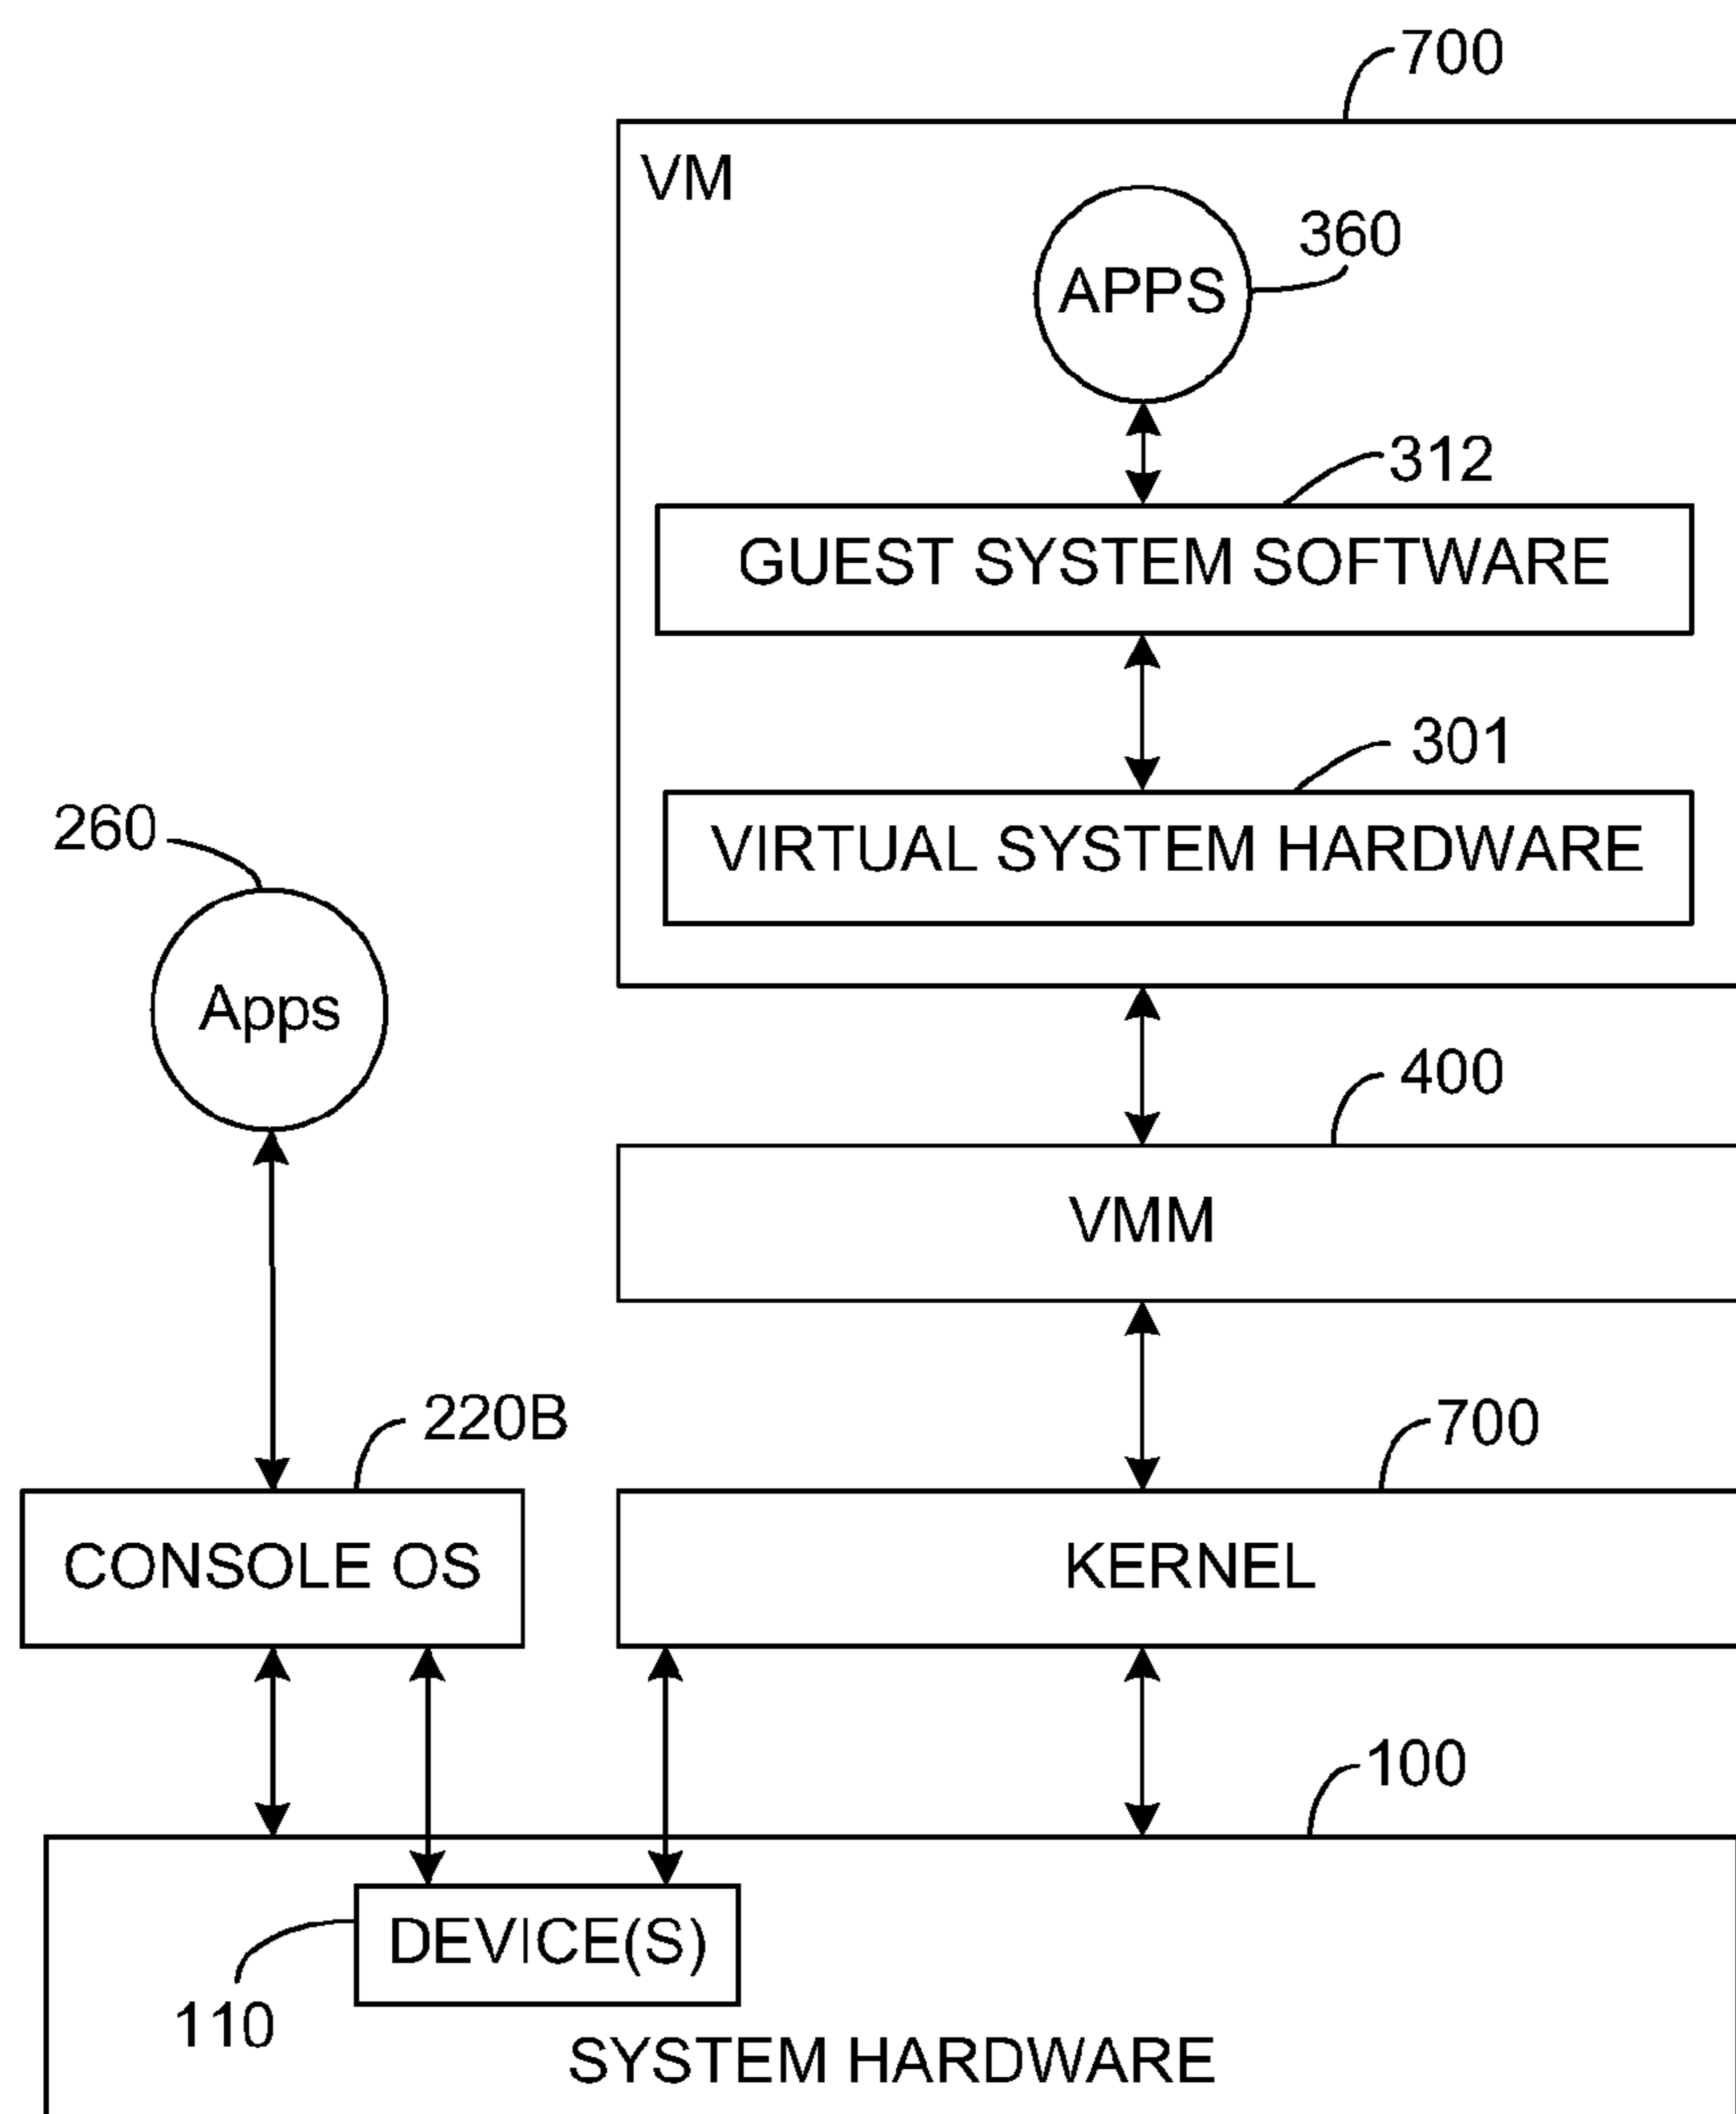 700
VM
360
APPS
312
GUEST SYSTEM SOFTWARE
301
VIRTUAL SYSTEM HARDWARE
260
Apps
400
VMM
220B
700
CONSOLE OS
KERNEL
100
DEVICE(S)
110
SYSTEM HARDWARE